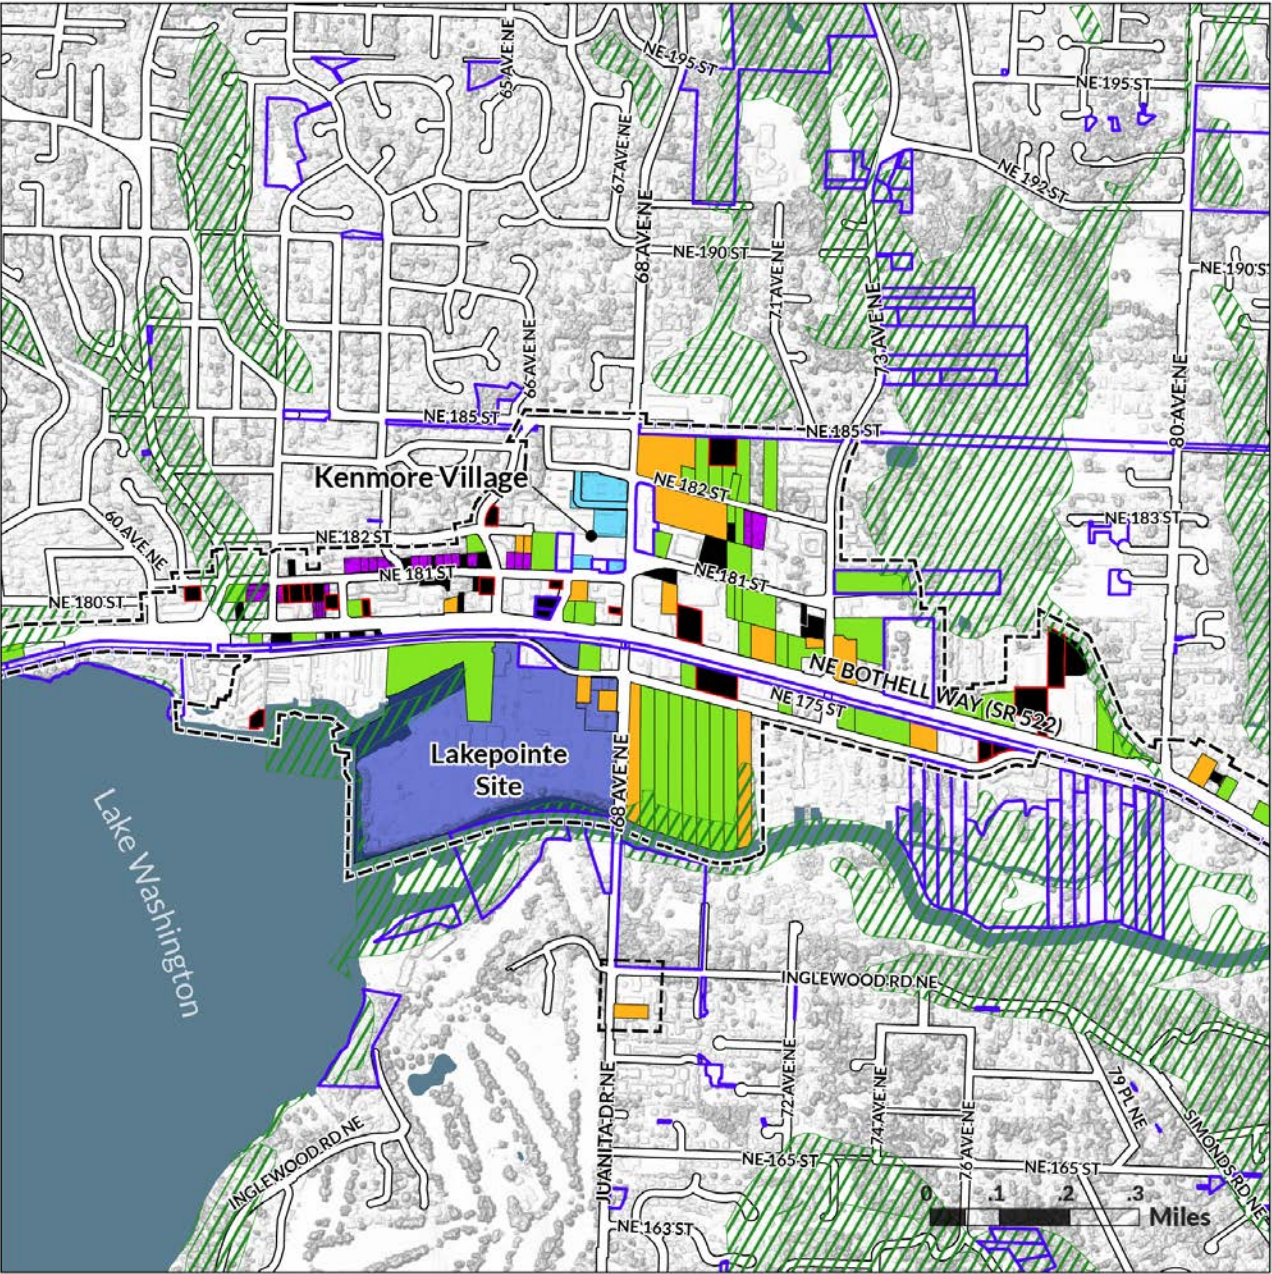 65 AVE NE
NE 195 ST
NE 195 ST
67 AVE NE
NE 192 ST
68 AVE NE
NE 190 ST
71 AVE NE
NE 190 S
73 AVE NE
66 AVE NE
80 AVE NE
NE 185 ST
NE 185 ST
Kenmore Village
NE 182 ST
60 AVE NE
NE 183 ST
NE 182 ST
NE 181 ST
NE 181 ST
NE 180 ST
NE BOTHELL WAY (SR 522)
NE 175 ST
Lakepointe
Site
68 AVE NE
Lake Washington
INGLEWOOD RD NE
72 AVE NE
JUANITA DR NE
74 AVE NE
76 AVE NE
79 PL NE
SIMONDS RD NE
INGLEWOOD RD NE
NE 165 ST
NE 165 ST
0 .1 .2 .3
Miles
NE 163 ST